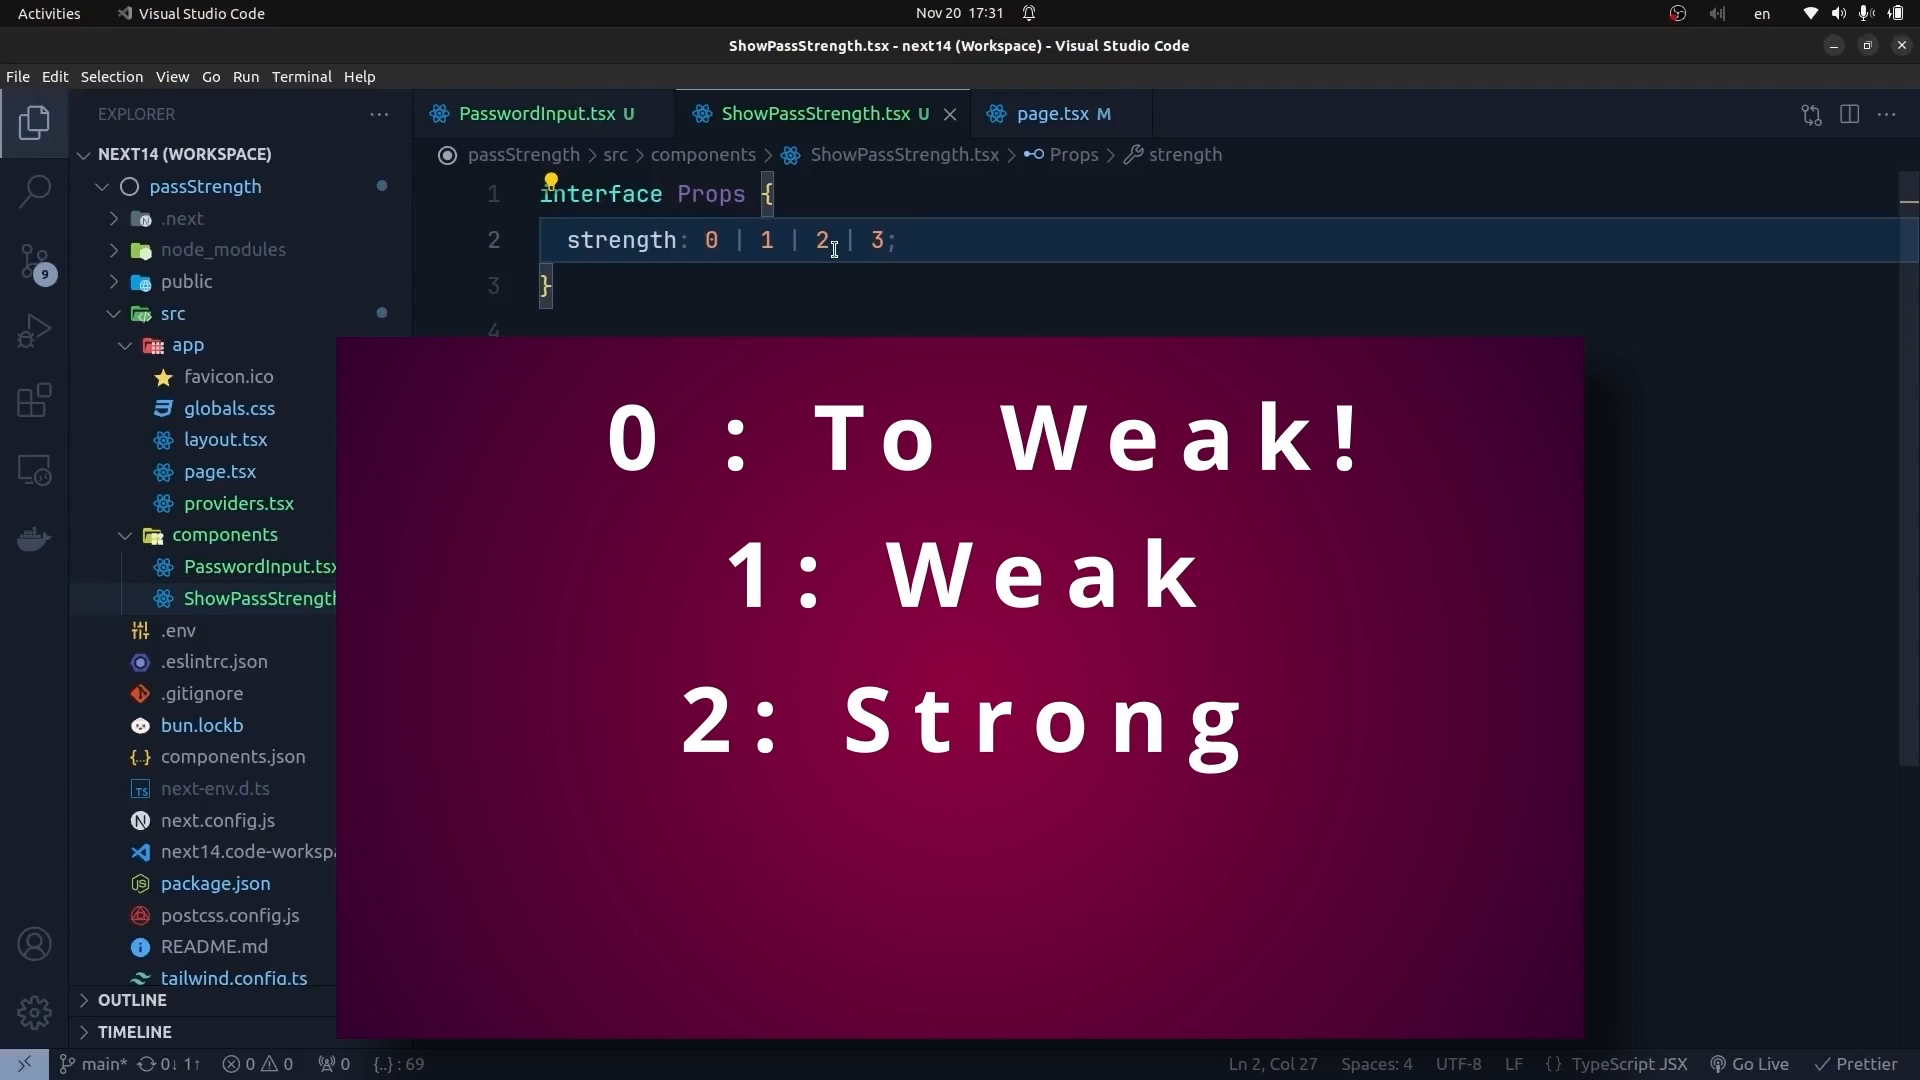 Activities
Visual Studio Code
Nov 20 17:31
en
ShowPassStrength.tsx - next14 (Workspace) - Visual Studio Code
File Edit Selection View Go Run Terminal Help
EXPLORER
PasswordInput.tsx U
ShowPassStrength.tsx U
page.tsx M
NEXT14 (WORKSPACE)
passStrength > src > components > ShowPassStrength.tsx > Props > strength
passStrength
.next
node_modules
public
src
app
favicon.ico
globals.css
layout.tsx
page.tsx
providers.tsx
components
PasswordInput.tsx
ShowPassStrength
.env
.eslintrc.json
.gitignore
bun.lockb
components.json
next-env.d.ts
next.config.js
next14.code-workspa
package.json
postcss.config.js
README.md
tailwind.config.ts
OUTLINE
TIMELINE
9
1 interface Props {
2 strength: 0 | 1 | 2 | 3;
3 }
4
0 : To Weak!
1: Weak
2: Strong
main* 0↓ 1↑ 0 0 0 {..} : 69
Ln 2, Col 27 Spaces: 4 UTF-8 LF {} TypeScript JSX Go Live Prettier